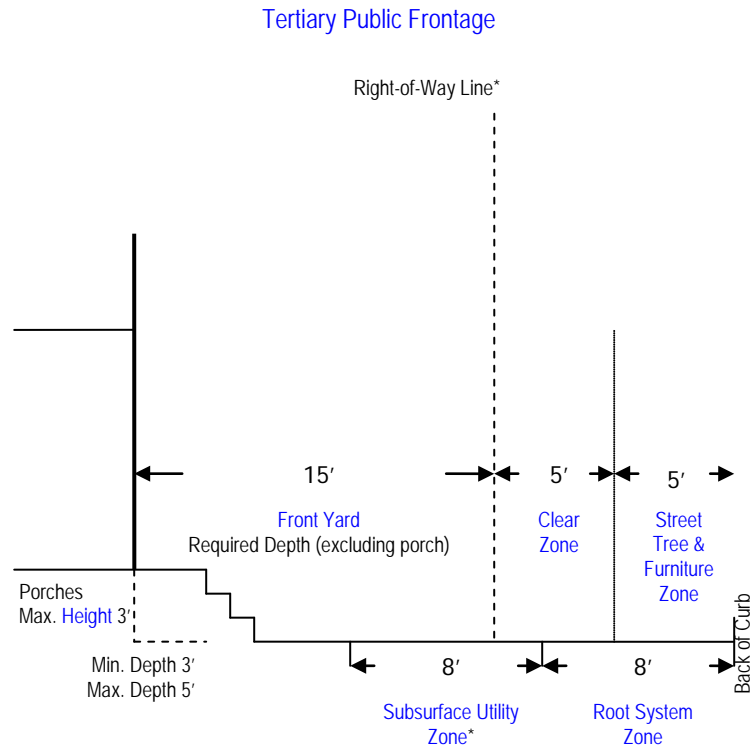 Tertiary Public Frontage
Right-of-Way Line*
15′
5′
5′
Front Yard
Required Depth (excluding porch)
Clear
Zone
Street
Tree &
Furniture
Zone
Porches
Max. Height 3′
Min. Depth 3′
Max. Depth 5′
8′
8′
Subsurface Utility
Zone*
Root System
Zone
Back of Curb